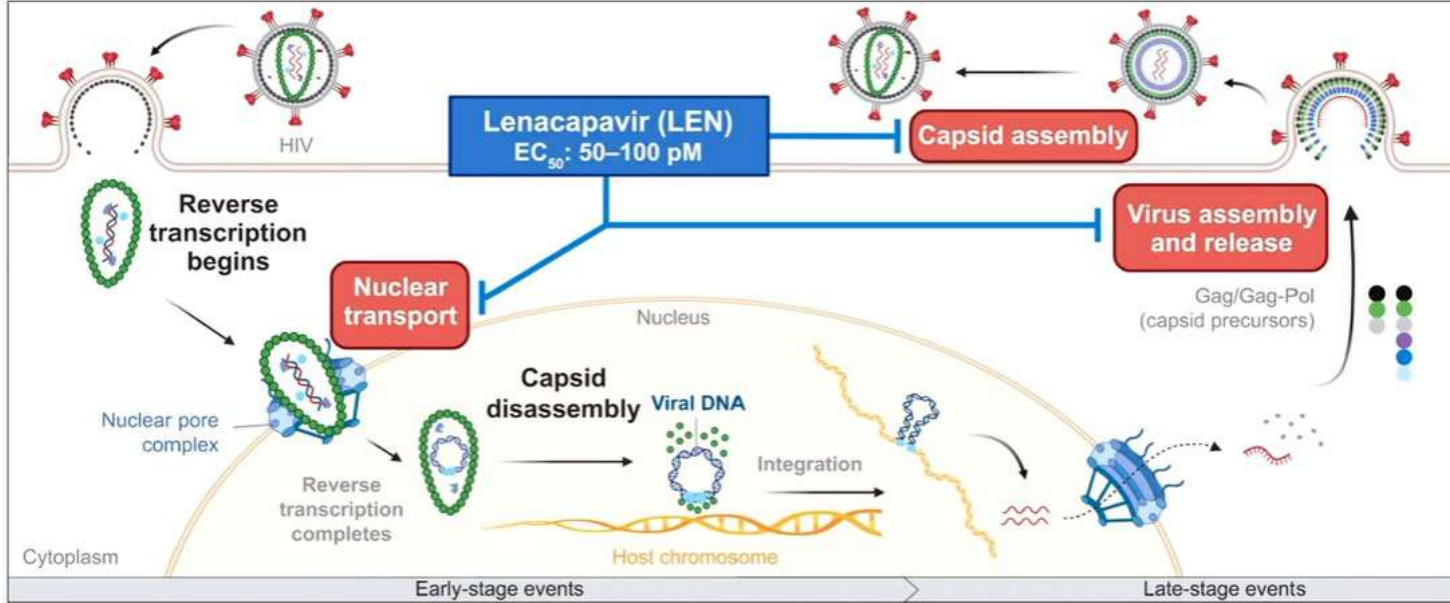 HIV
Lenacapavir (LEN)
EC₅₀: 50–100 pM
Capsid assembly
Reverse
transcription
begins
Virus assembly
and release
Nuclear
transport
Gag/Gag-Pol
(capsid precursors)
Nucleus
Nuclear pore
complex
Capsid
disassembly
Viral DNA
Integration
Reverse
transcription
completes
Host chromosome
Cytoplasm
Early-stage events
Late-stage events